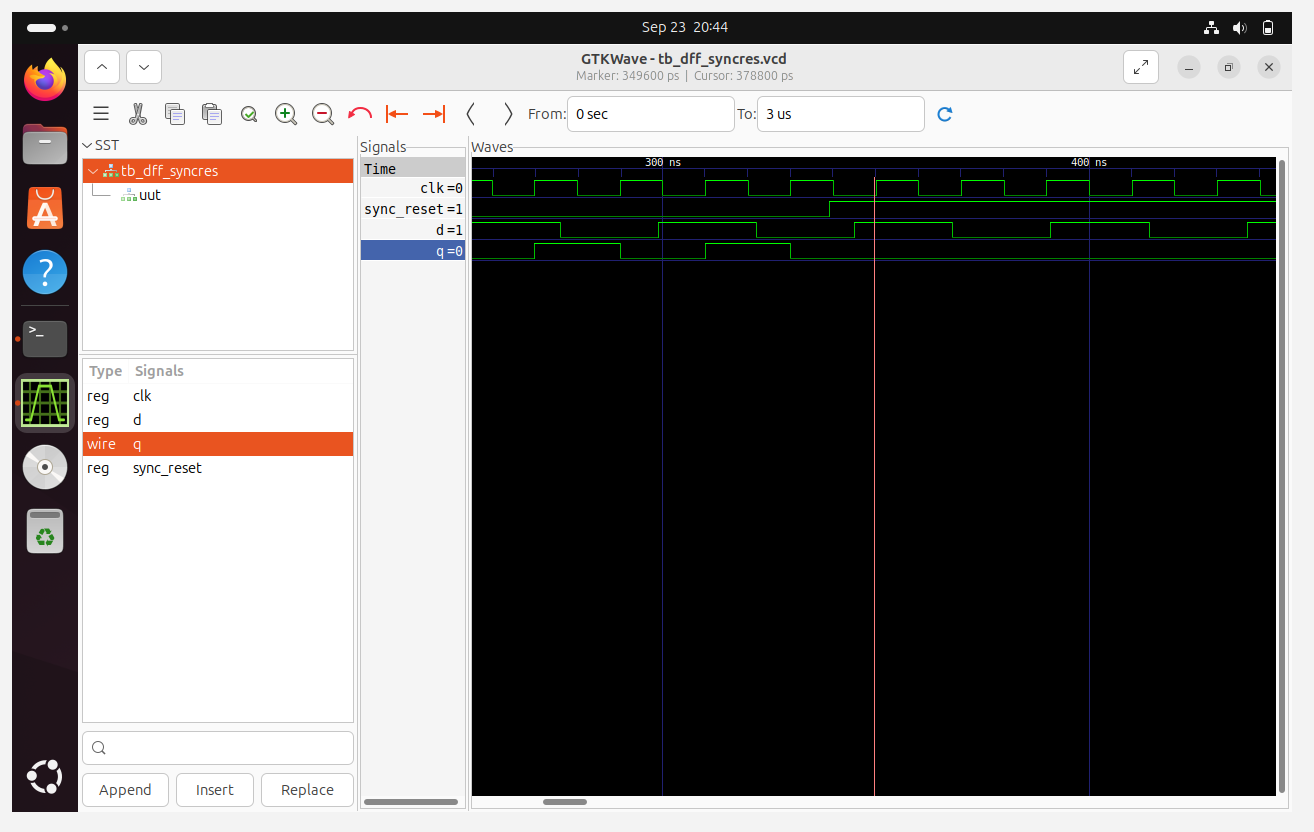 Sep 23 20:44
GTKWave - tb_dff_syncres.vcd
Marker: 349600 ps | Cursor: 378800 ps
From: 0 sec To: 3 us
SST
tb_dff_syncres
uut
Type Signals
reg clk
reg d
wire q
reg sync_reset
Append Insert Replace
Signals
Time
clk =0
sync_reset =1
d =1
q =0
Waves
300 ns 400 ns
>_
A
?